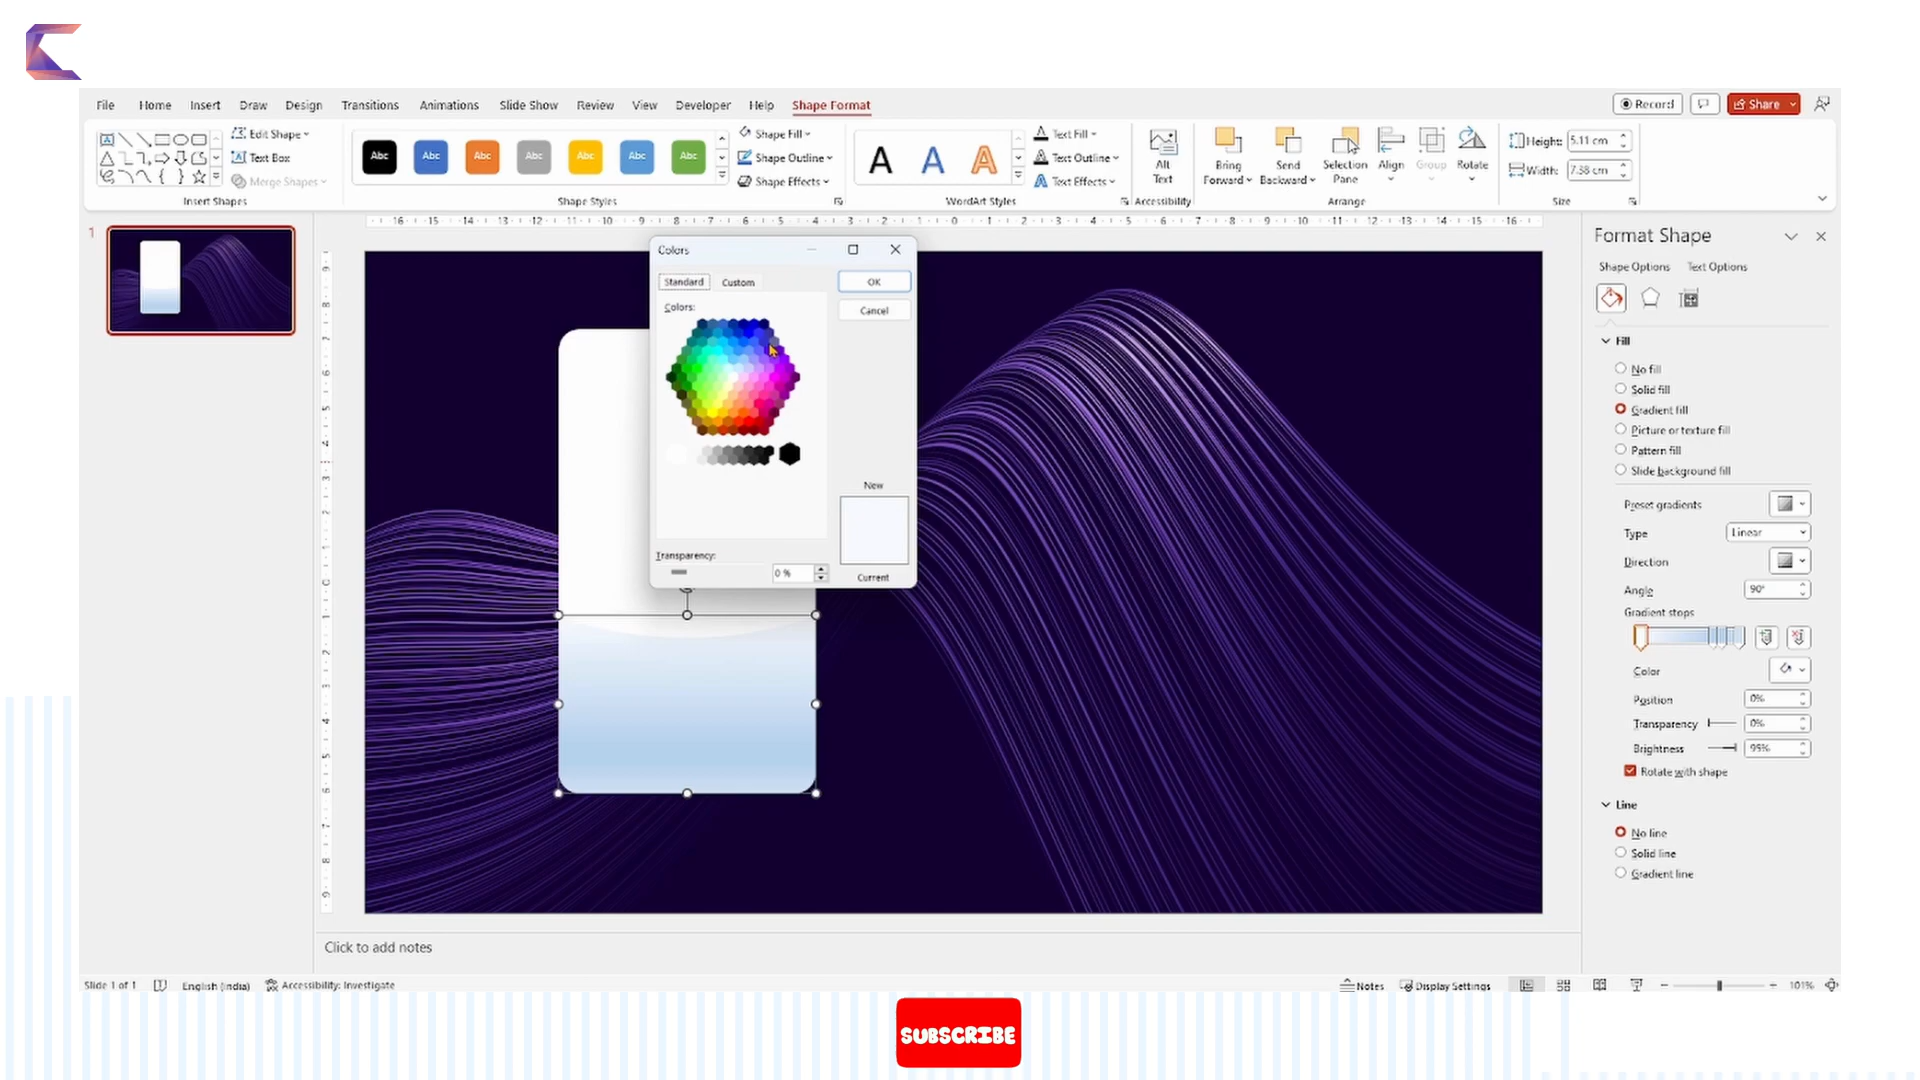 File Home Insert Draw Design Transitions Animations Slide Show Review View Developer Help Shape Format
Record
Share
Edit Shape
Text Box
Merge Shapes
Insert Shapes
Abc Abc Abc Abc Abc Abc Abc
Shape Fill
Shape Outline
Shape Effects
Shape Styles
A A A
Text Fill
Text Outline
Text Effects
WordArt Styles
Alt
Text
Accessibility
Bring
Forward
Send
Backward
Selection
Pane
Align
Group
Rotate
Arrange
Height: 5.11 cm
Width: 7.38 cm
Size
1
Colors
Standard
Custom
OK
Cancel
Colors:
New
Transparency:
0 %
Current
Format Shape
Shape Options Text Options
Fill
No fill
Solid fill
Gradient fill
Picture or texture fill
Pattern fill
Slide background fill
Preset gradients
Type Linear
Direction
Angle 90°
Gradient stops
Color
Position 0%
Transparency 0%
Brightness 95%
Rotate with shape
Line
No line
Solid line
Gradient line
Click to add notes
Slide 1 of 1
English (India)
Accessibility: Investigate
Notes
Display Settings
101%
SUBSCRIBE